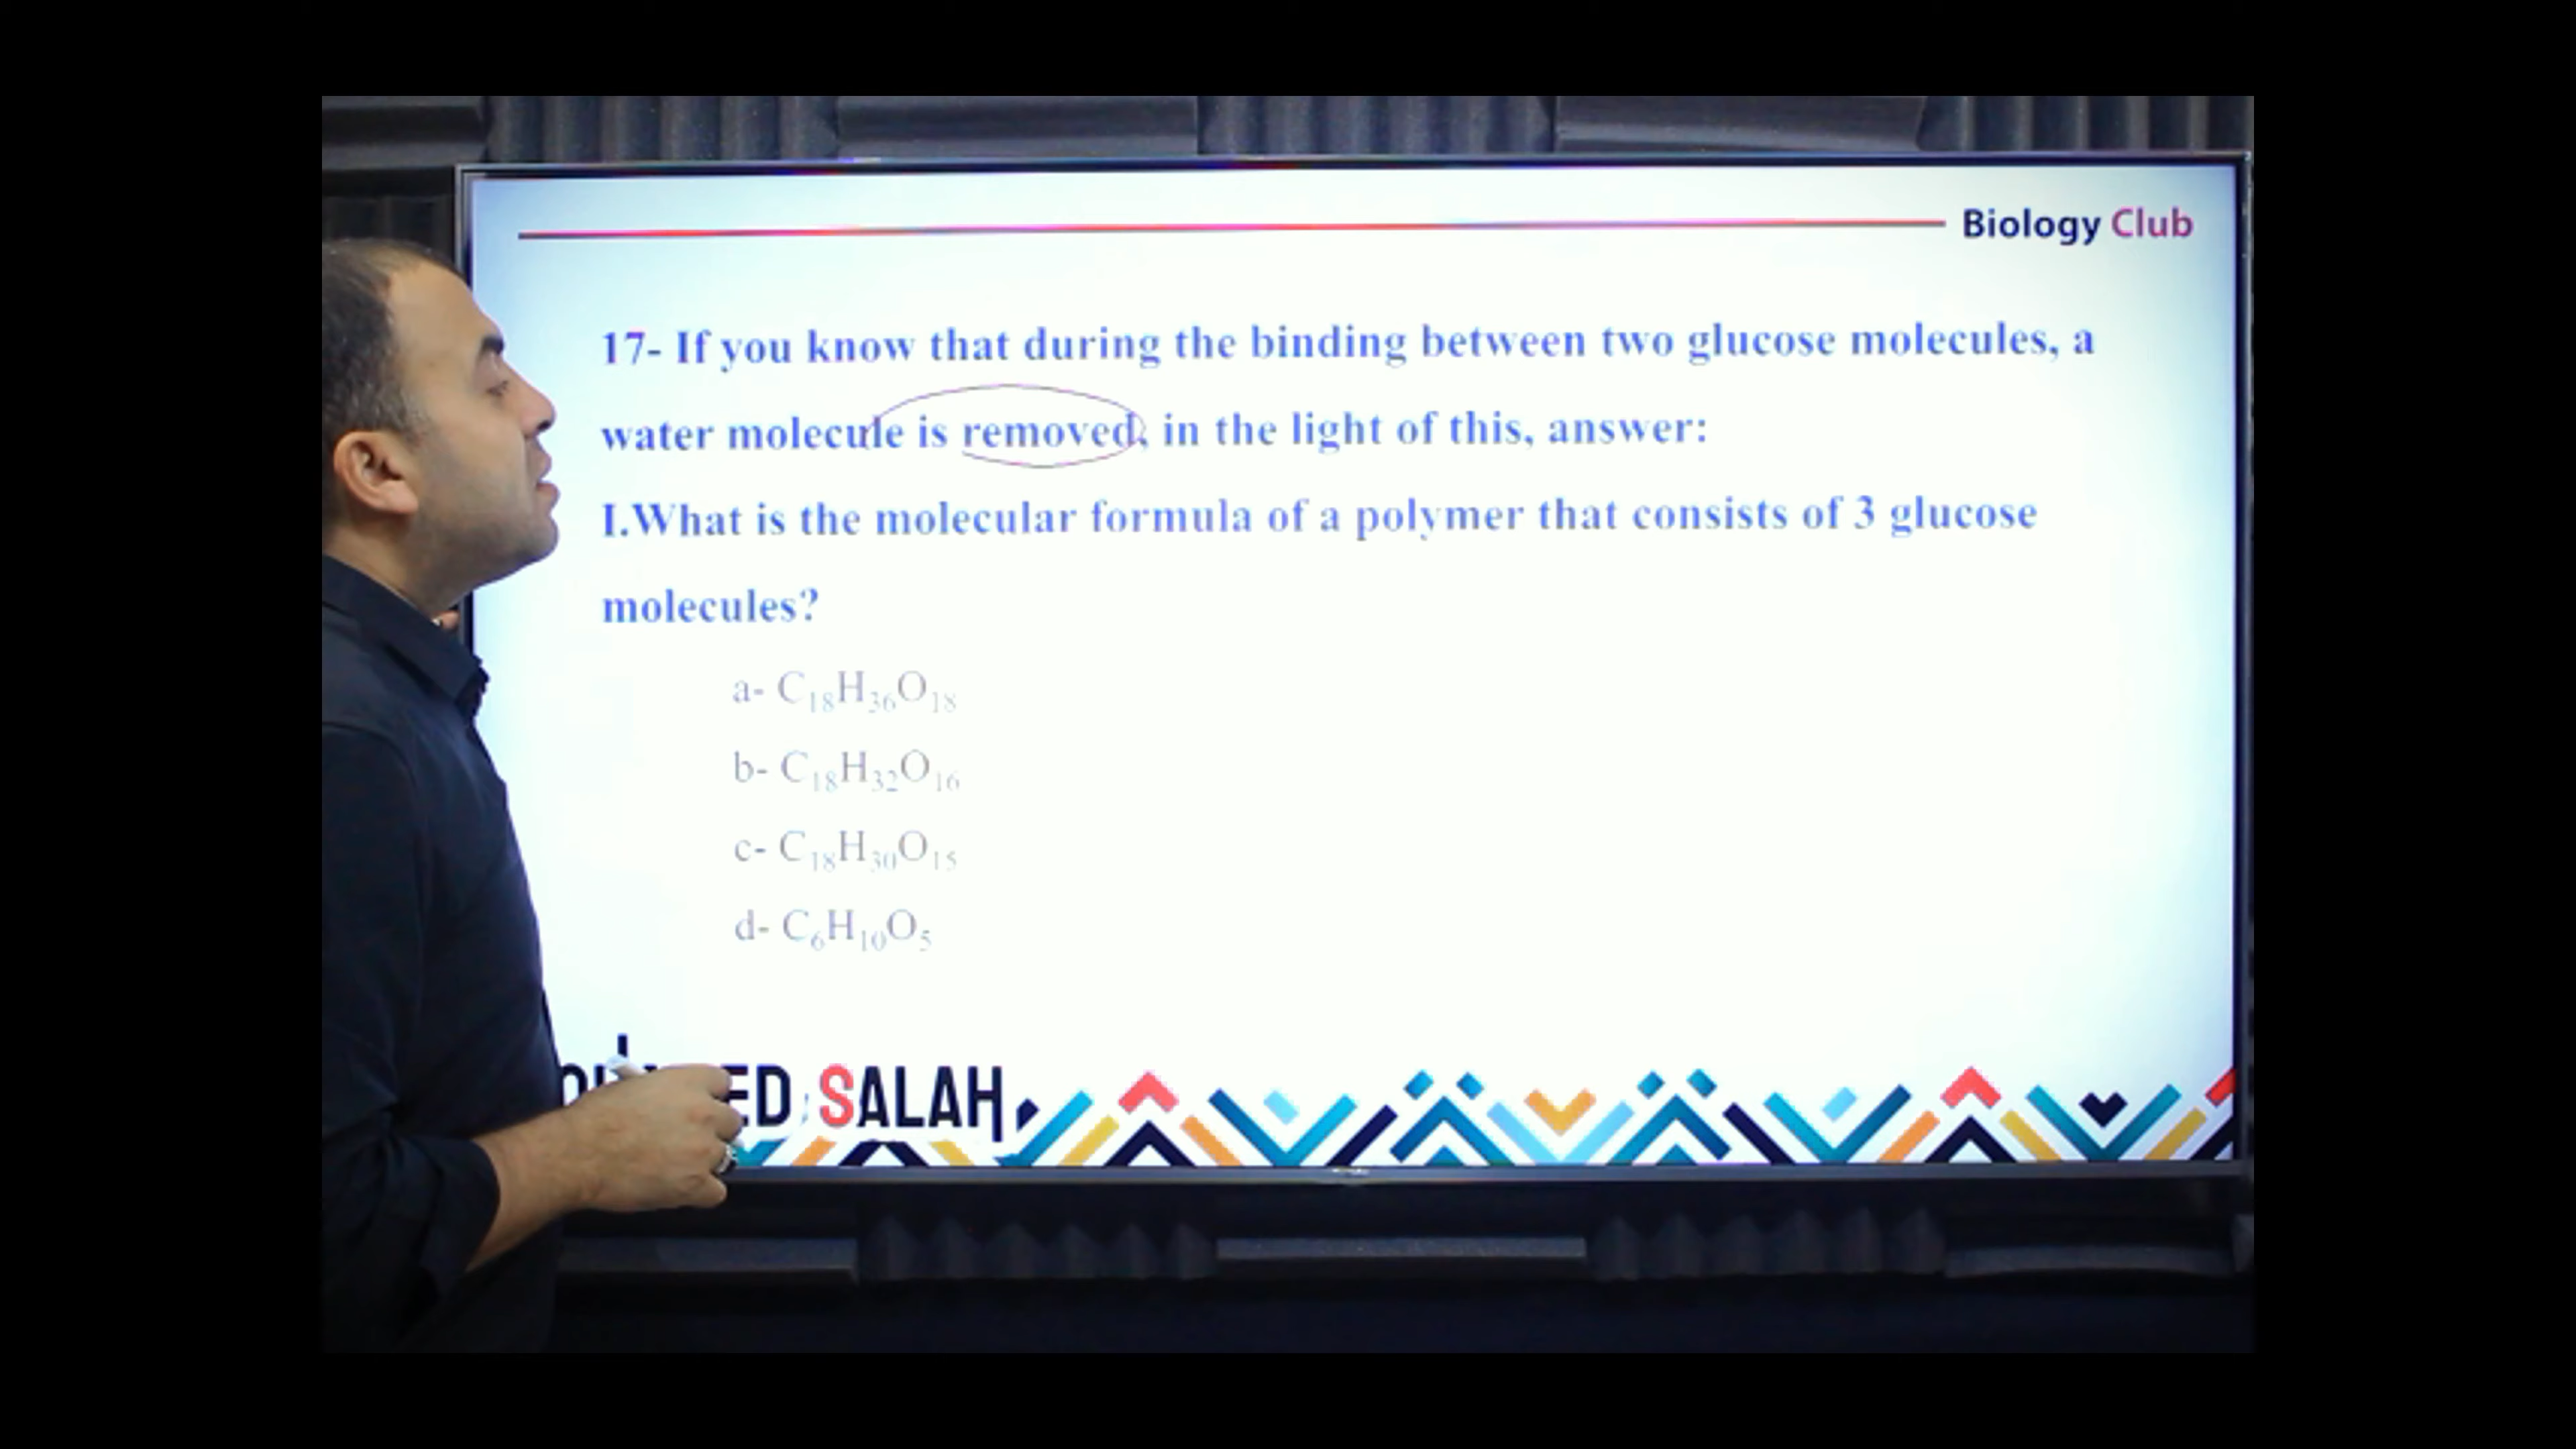 Biology Club
17- If you know that during the binding between two glucose molecules, a
water molecule is removed, in the light of this, answer:
I.What is the molecular formula of a polymer that consists of 3 glucose
molecules?
a- C₁₈H₃₆O₁₈
b- C₁₈H₃₂O₁₆
c- C₁₈H₃₀O₁₅
d- C₆H₁₀O₅
SALAH